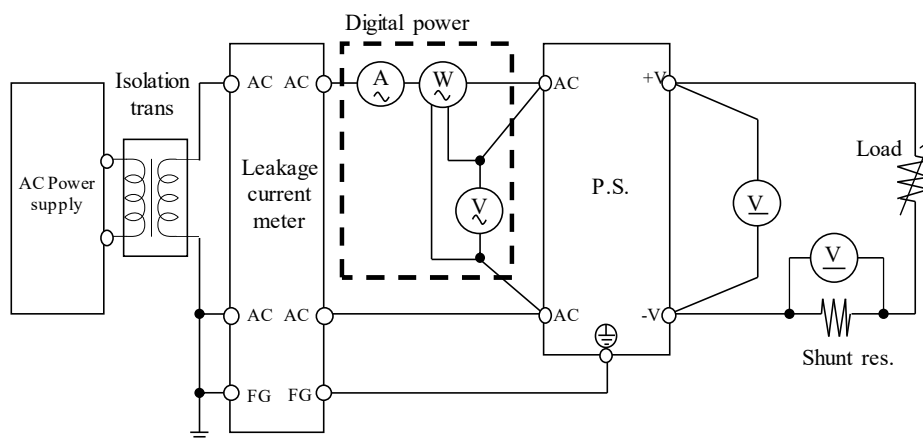 Digital power
Isolation
trans
AC
AC
A
W
AC
+V
Load
AC Power
supply
Leakage
current
meter
P.S.
V
V
V
AC
AC
AC
-V
Shunt res.
FG
FG